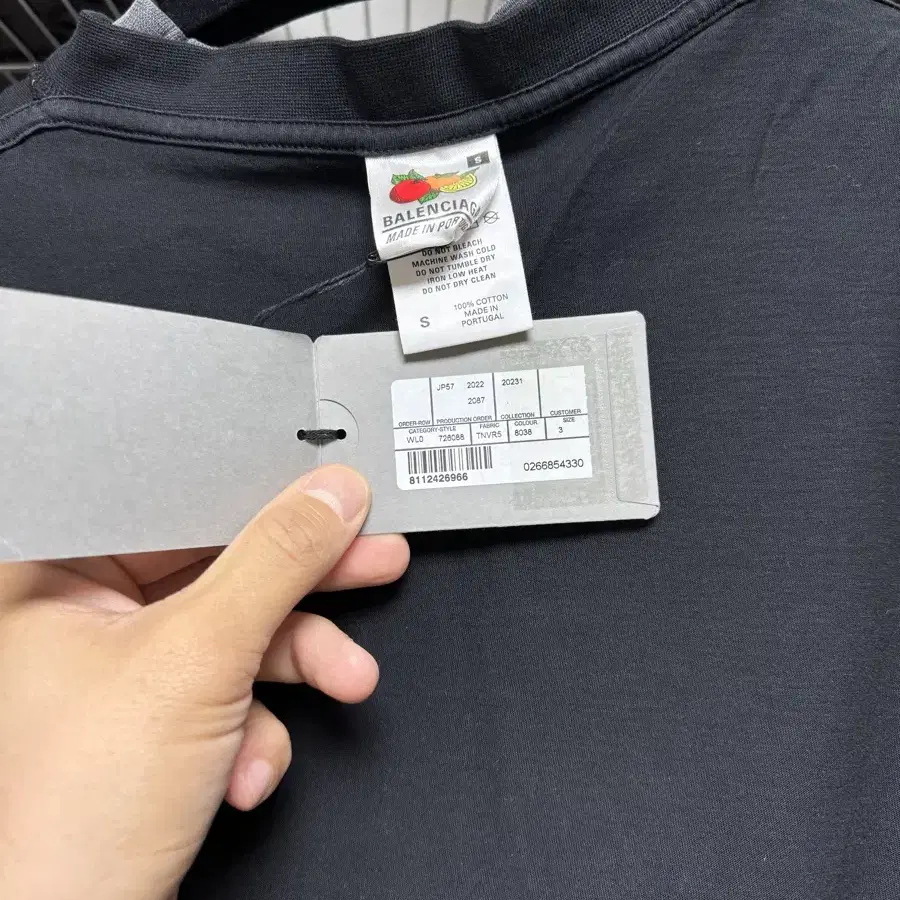 S
BALENCIAGA
MADE IN POR
DO NOT BLEACH
MACHINE WASH COLD
DO NOT TUMBLE DRY
IRON LOW HEAT
DO NOT DRY CLEAN
S
100% COTTON
MADE IN
PORTUGAL
JP57 2022 20231
2087
ORDER-ROW PRODUCTION ORDER COLLECTION CUSTOMER
CATEGORY-STYLE FABRIC COLOUR SIZE
WL0 728088 TNVR5 8038 3
8112426966
0266854330